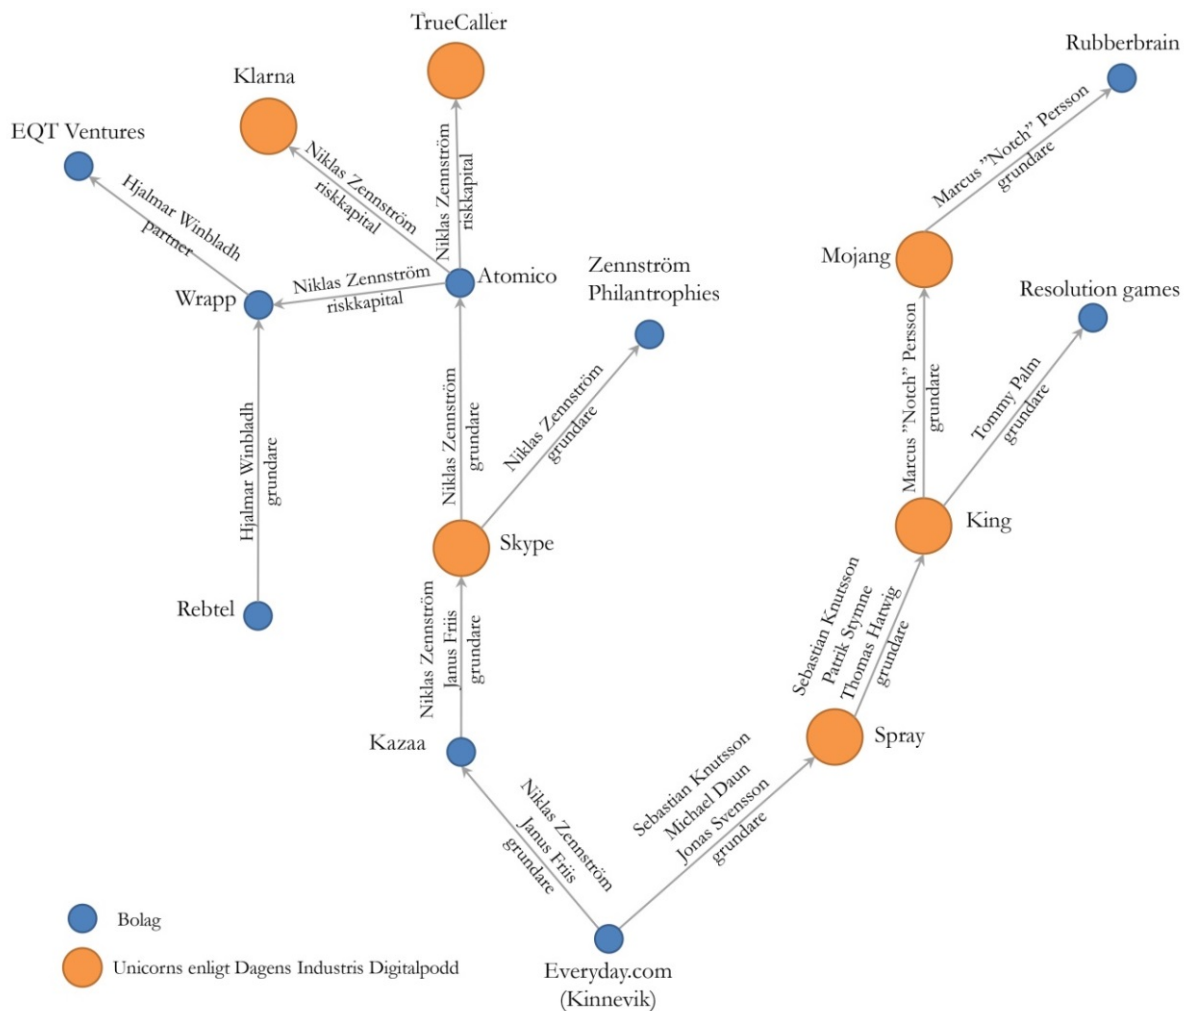 TrueCaller
Rubberbrain
Klarna
EQT Ventures
Marcus ”Notch” Persson
grundare
Niklas Zennström
riskkapital
Niklas Zennström
riskkapital
Hjalmar Winbladh
partner
Mojang
Zennström
Philantrophies
Atomico
Niklas Zennström
riskkapital
Wrapp
Resolution games
Marcus ”Notch” Persson
grundare
Tommy Palm
grundare
Niklas Zennström
grundare
Niklas Zennström
grundare
Hjalmar Winbladh
grundare
King
Skype
Rebtel
Sebastian Knutsson
Patrik Stymne
Thomas Hatwig
grundare
Niklas Zennström
Janus Friis
grundare
Spray
Kazaa
Sebastian Knutsson
Michael Daun
Jonas Svensson
grundare
Niklas Zennström
Janus Friis
grundare
Bolag
Unicorns enligt Dagens Industris Digitalpodd
Everyday.com
(Kinnevik)